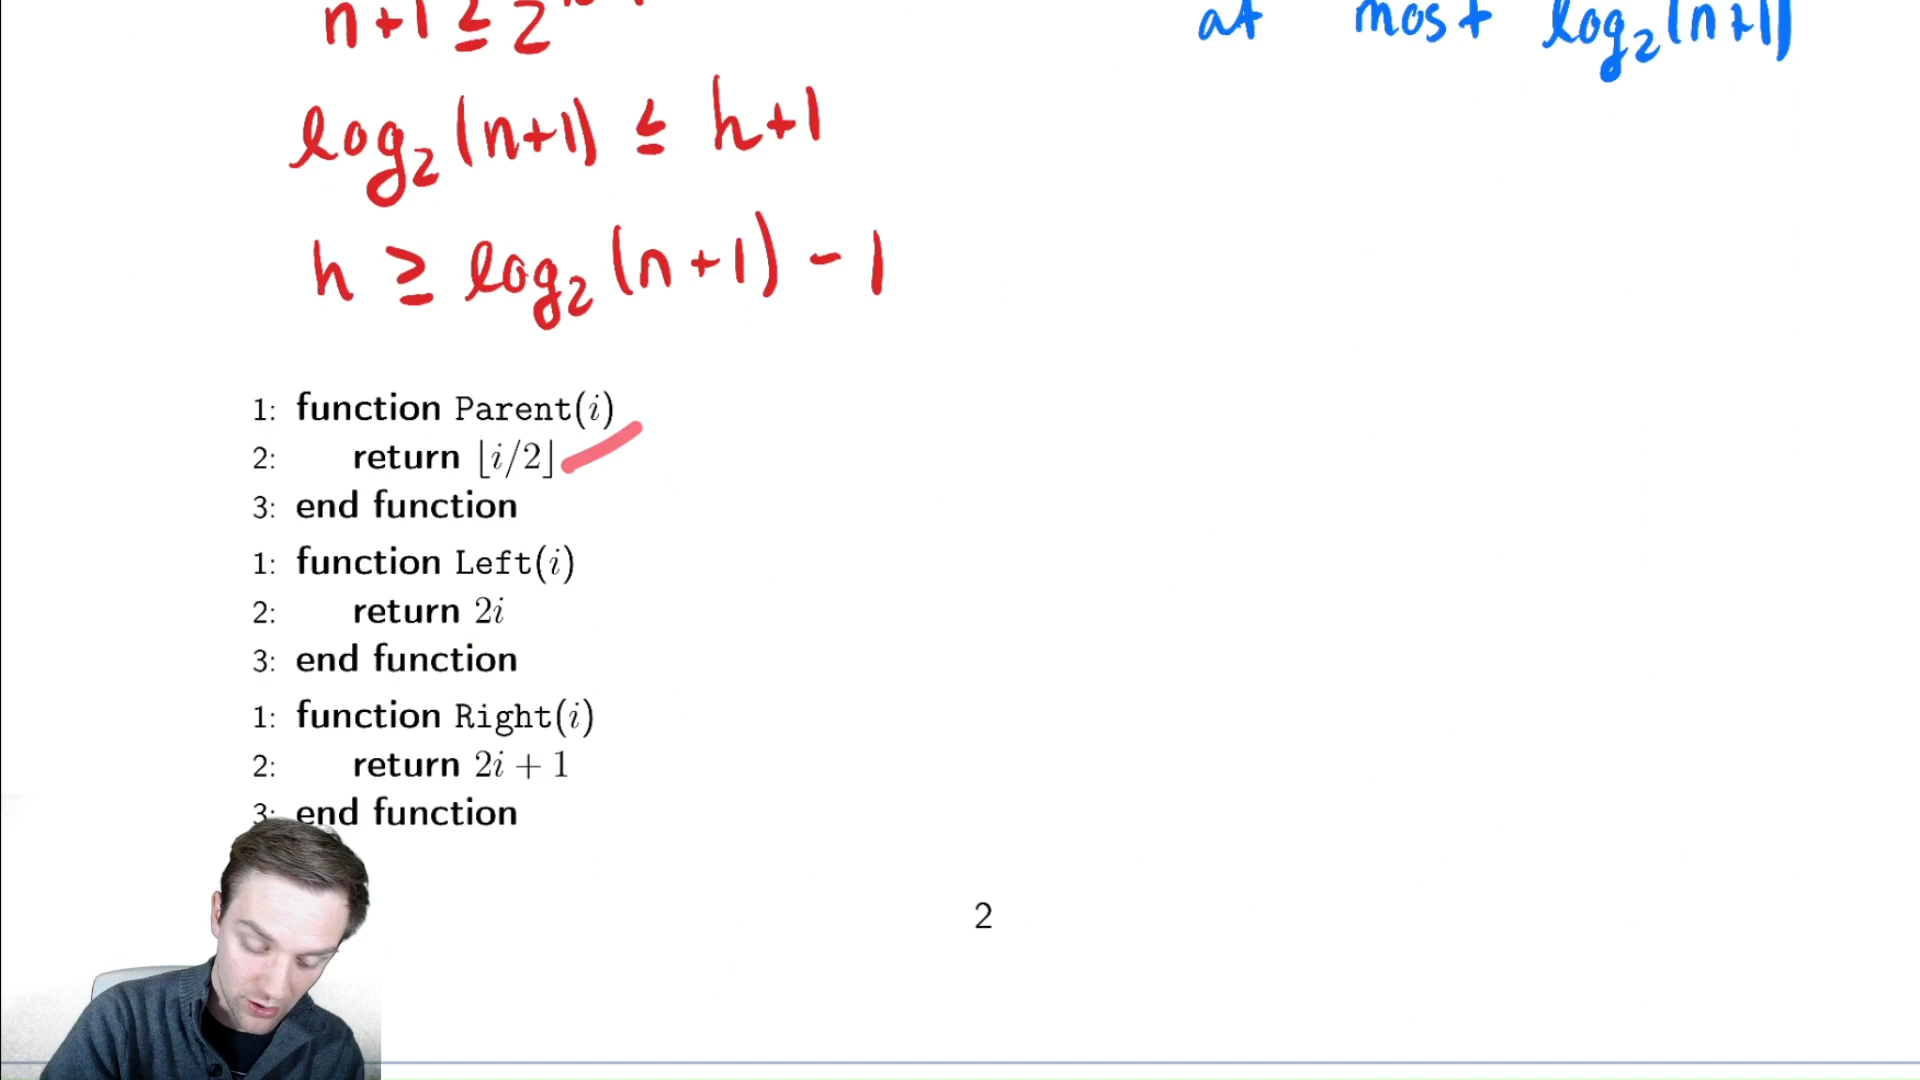 n+1 ≤ 2
at most log₂(n+1)
log₂(n+1) ≤ h+1
h ≥ log₂(n+1) - 1
1: function Parent(i)
2: return ⌊i/2⌋
3: end function
1: function Left(i)
2: return 2i
3: end function
1: function Right(i)
2: return 2i + 1
3: end function
2